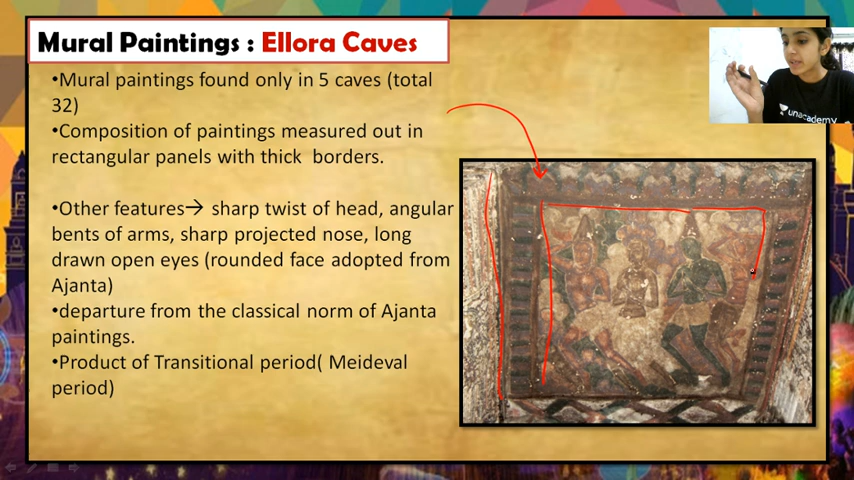 Mural Paintings : Ellora Caves
•Mural paintings found only in 5 caves (total
32)
•Composition of paintings measured out in
rectangular panels with thick borders.
•Other features→ sharp twist of head, angular
bents of arms, sharp projected nose, long
drawn open eyes (rounded face adopted from
Ajanta)
•departure from the classical norm of Ajanta
paintings.
•Product of Transitional period( Meideval
period)
unacademy